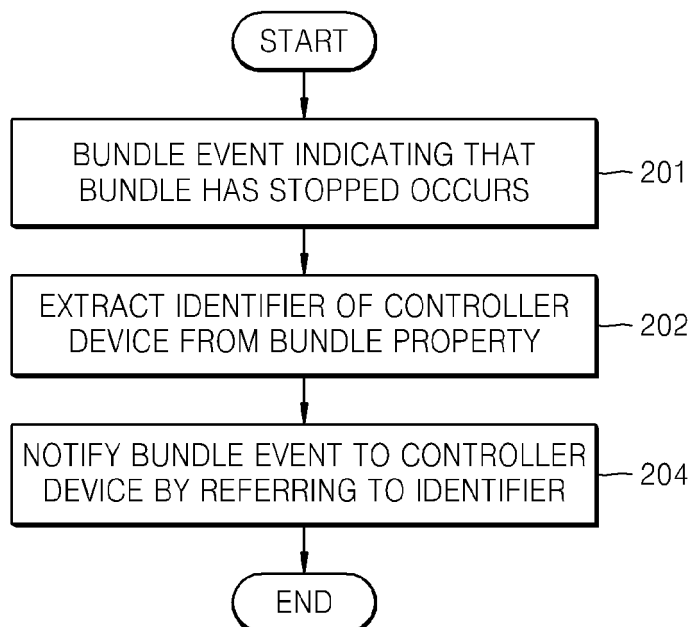 START
BUNDLE EVENT INDICATING THAT
BUNDLE HAS STOPPED OCCURS
201
EXTRACT IDENTIFIER OF CONTROLLER
DEVICE FROM BUNDLE PROPERTY
202
NOTIFY BUNDLE EVENT TO CONTROLLER
DEVICE BY REFERRING TO IDENTIFIER
204
END